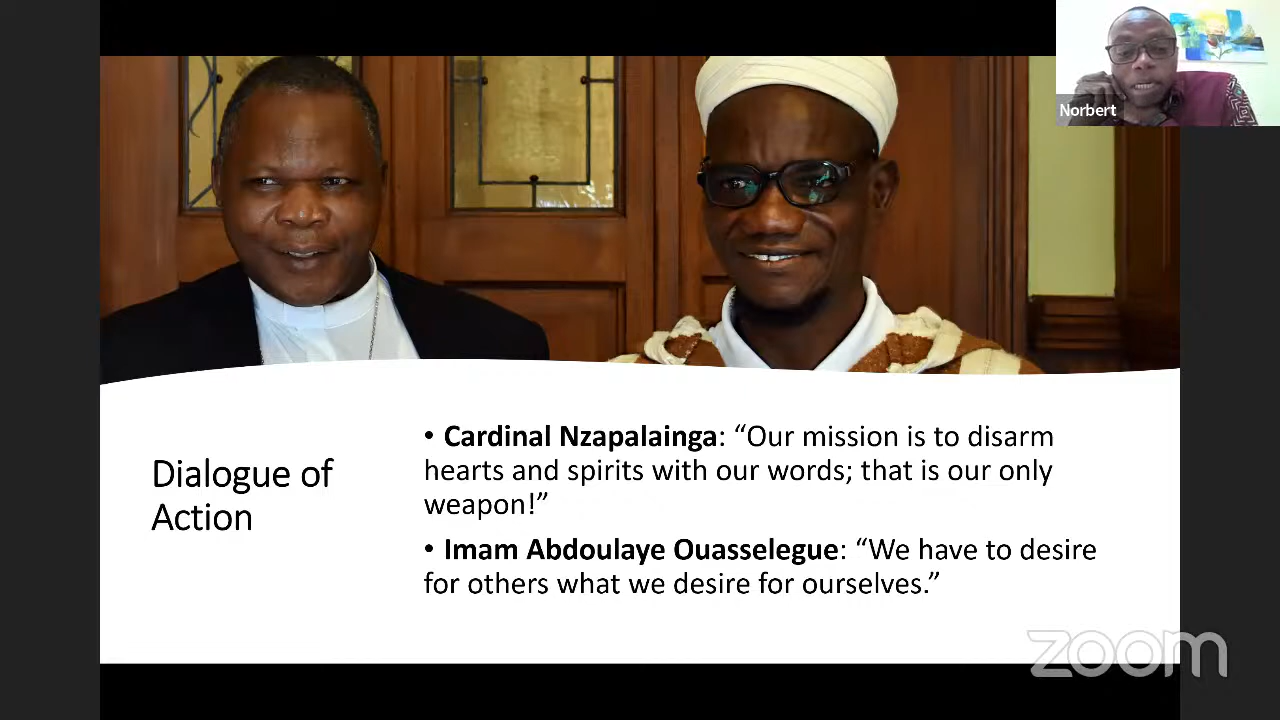 Norbert
Dialogue of
Action
• Cardinal Nzapalainga: “Our mission is to disarm
hearts and spirits with our words; that is our only
weapon!”
• Imam Abdoulaye Ouasselegue: “We have to desire
for others what we desire for ourselves.”
zoom